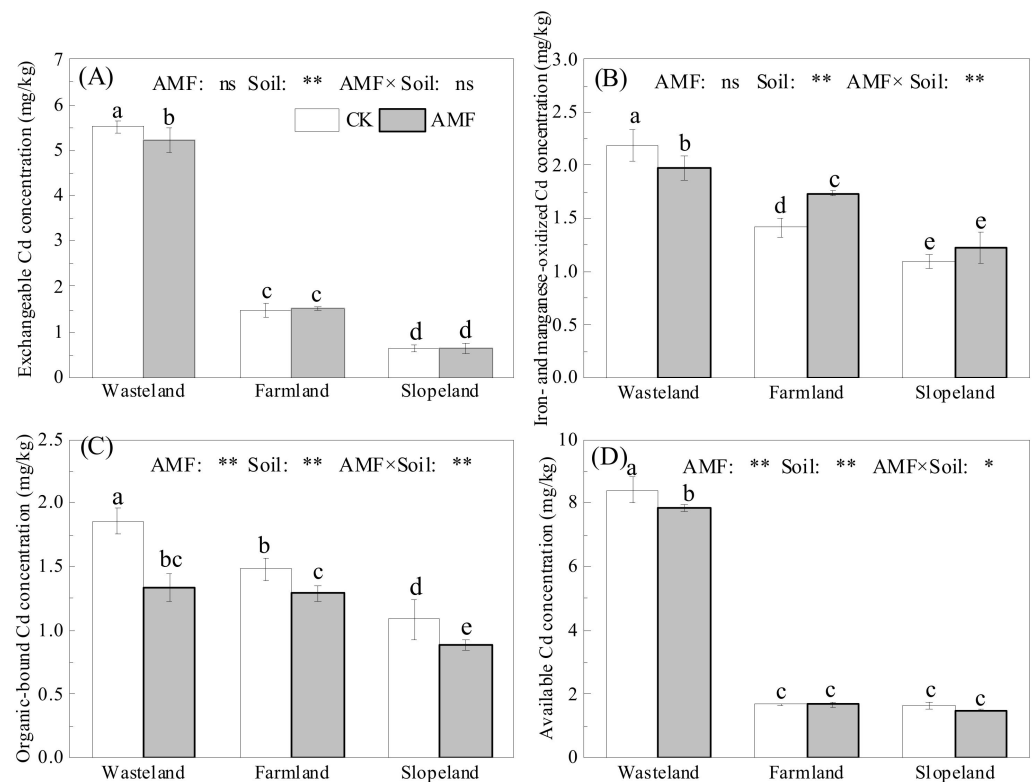 Exchangeable Cd concentration (mg/kg)
(A)
AMF: ns Soil: ** AMF× Soil: ns
CK AMF
7
6
5
4
3
2
1
0
a b
c c
d d
Wasteland Farmland Slopeland
Iron- and manganese-oxidized Cd concentration (mg/kg)
(B)
AMF: ns Soil: ** AMF× Soil: **
3.0
2.5
2.0
1.5
1.0
0.5
0.0
a b
d c
e e
Wasteland Farmland Slopeland
Organic-bound Cd concentration (mg/kg)
(C)
AMF: ** Soil: ** AMF×Soil: **
2.5
2.0
1.5
1.0
0.5
0.0
a bc
b c
d e
Wasteland Farmland Slopeland
Available Cd concentration (mg/kg)
(D)
AMF: ** Soil: ** AMF×Soil: *
10
8
6
4
2
0
a b
c c
c c
Wasteland Farmland Slopeland